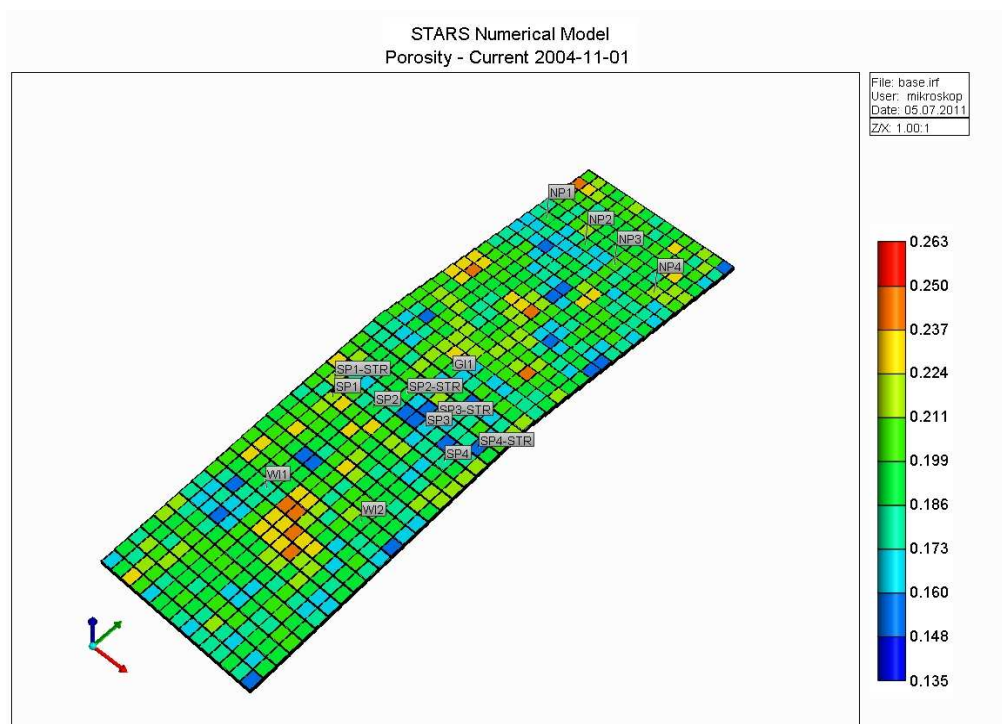 STARS Numerical Model
Porosity - Current 2004-11-01
File: base.irf
User: mikroskop
Date: 05.07.2011
Z/X: 1.00:1
NP1
NP2
NP3
NP4
GI1
SP1-STR
SP1
SP2-STR
SP2
SP3-STR
SP3
SP4-STR
SP4
WI1
WI2
0.263
0.250
0.237
0.224
0.211
0.199
0.186
0.173
0.160
0.148
0.135